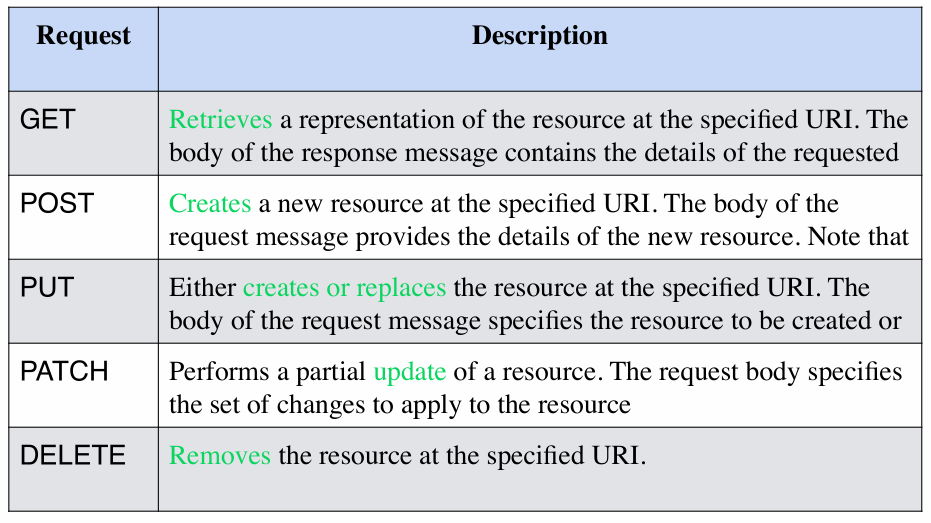 Request Description
GET Retrieves a representation of the resource at the specified URI. The
body of the response message contains the details of the requested
POST Creates a new resource at the specified URI. The body of the
request message provides the details of the new resource. Note that
PUT Either creates or replaces the resource at the specified URI. The
body of the request message specifies the resource to be created or
PATCH Performs a partial update of a resource. The request body specifies
the set of changes to apply to the resource
DELETE Removes the resource at the specified URI.